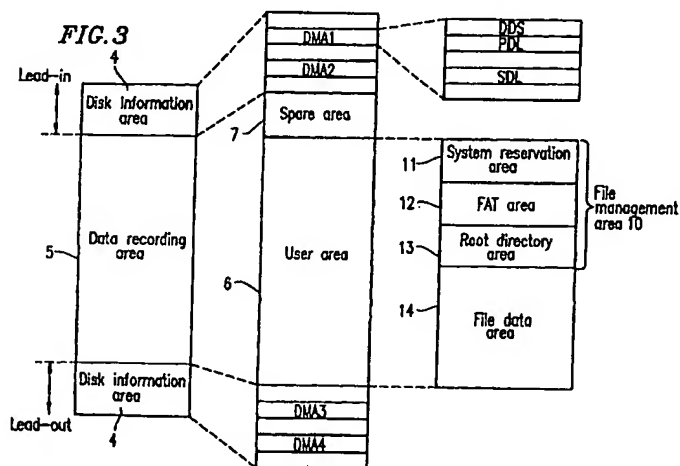 FIG. 3
Lead-in
4
Disk information
area
5
Data recording
area
Disk information
area
4
Lead-out
DMA1
DMA2
7
Spare area
6
User area
DMA3
DMA4
DDS
PDL
SDL
11
System reservation
area
12
FAT area
13
Root directory
area
File
management
area 10
14
File data
area